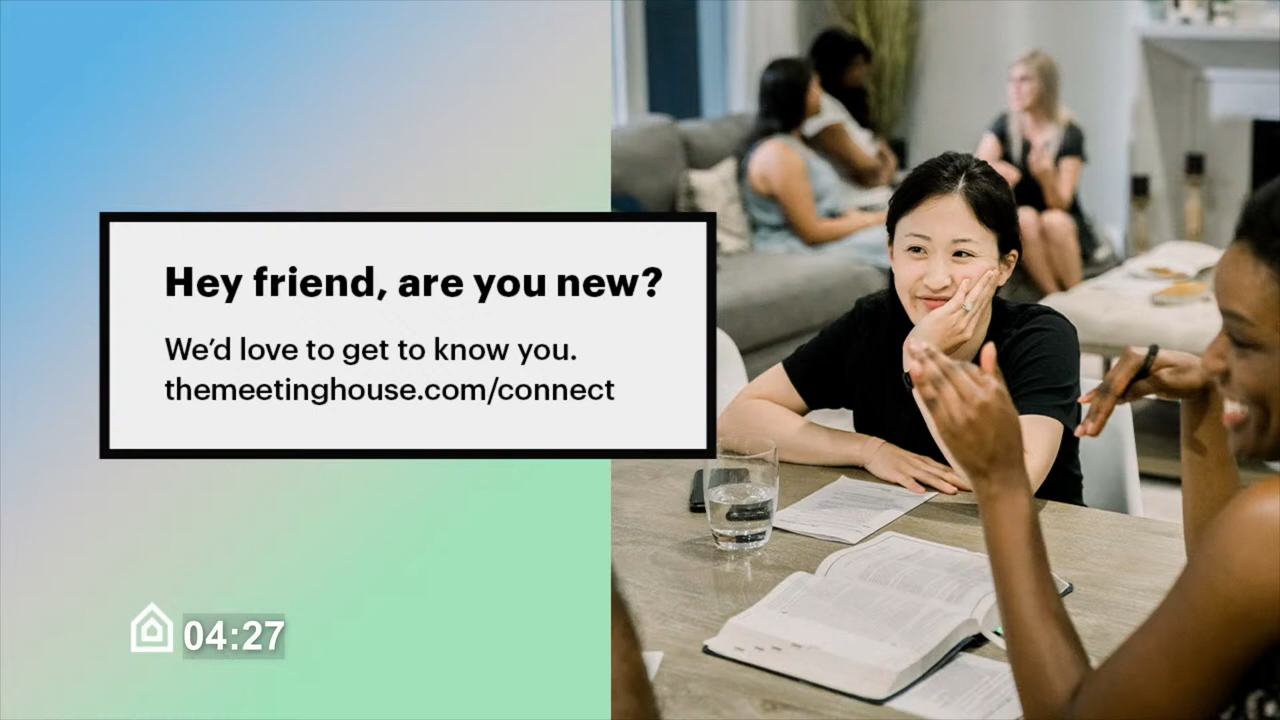 Hey friend, are you new?
We'd love to get to know you.
themeetinghouse.com/connect
04:27